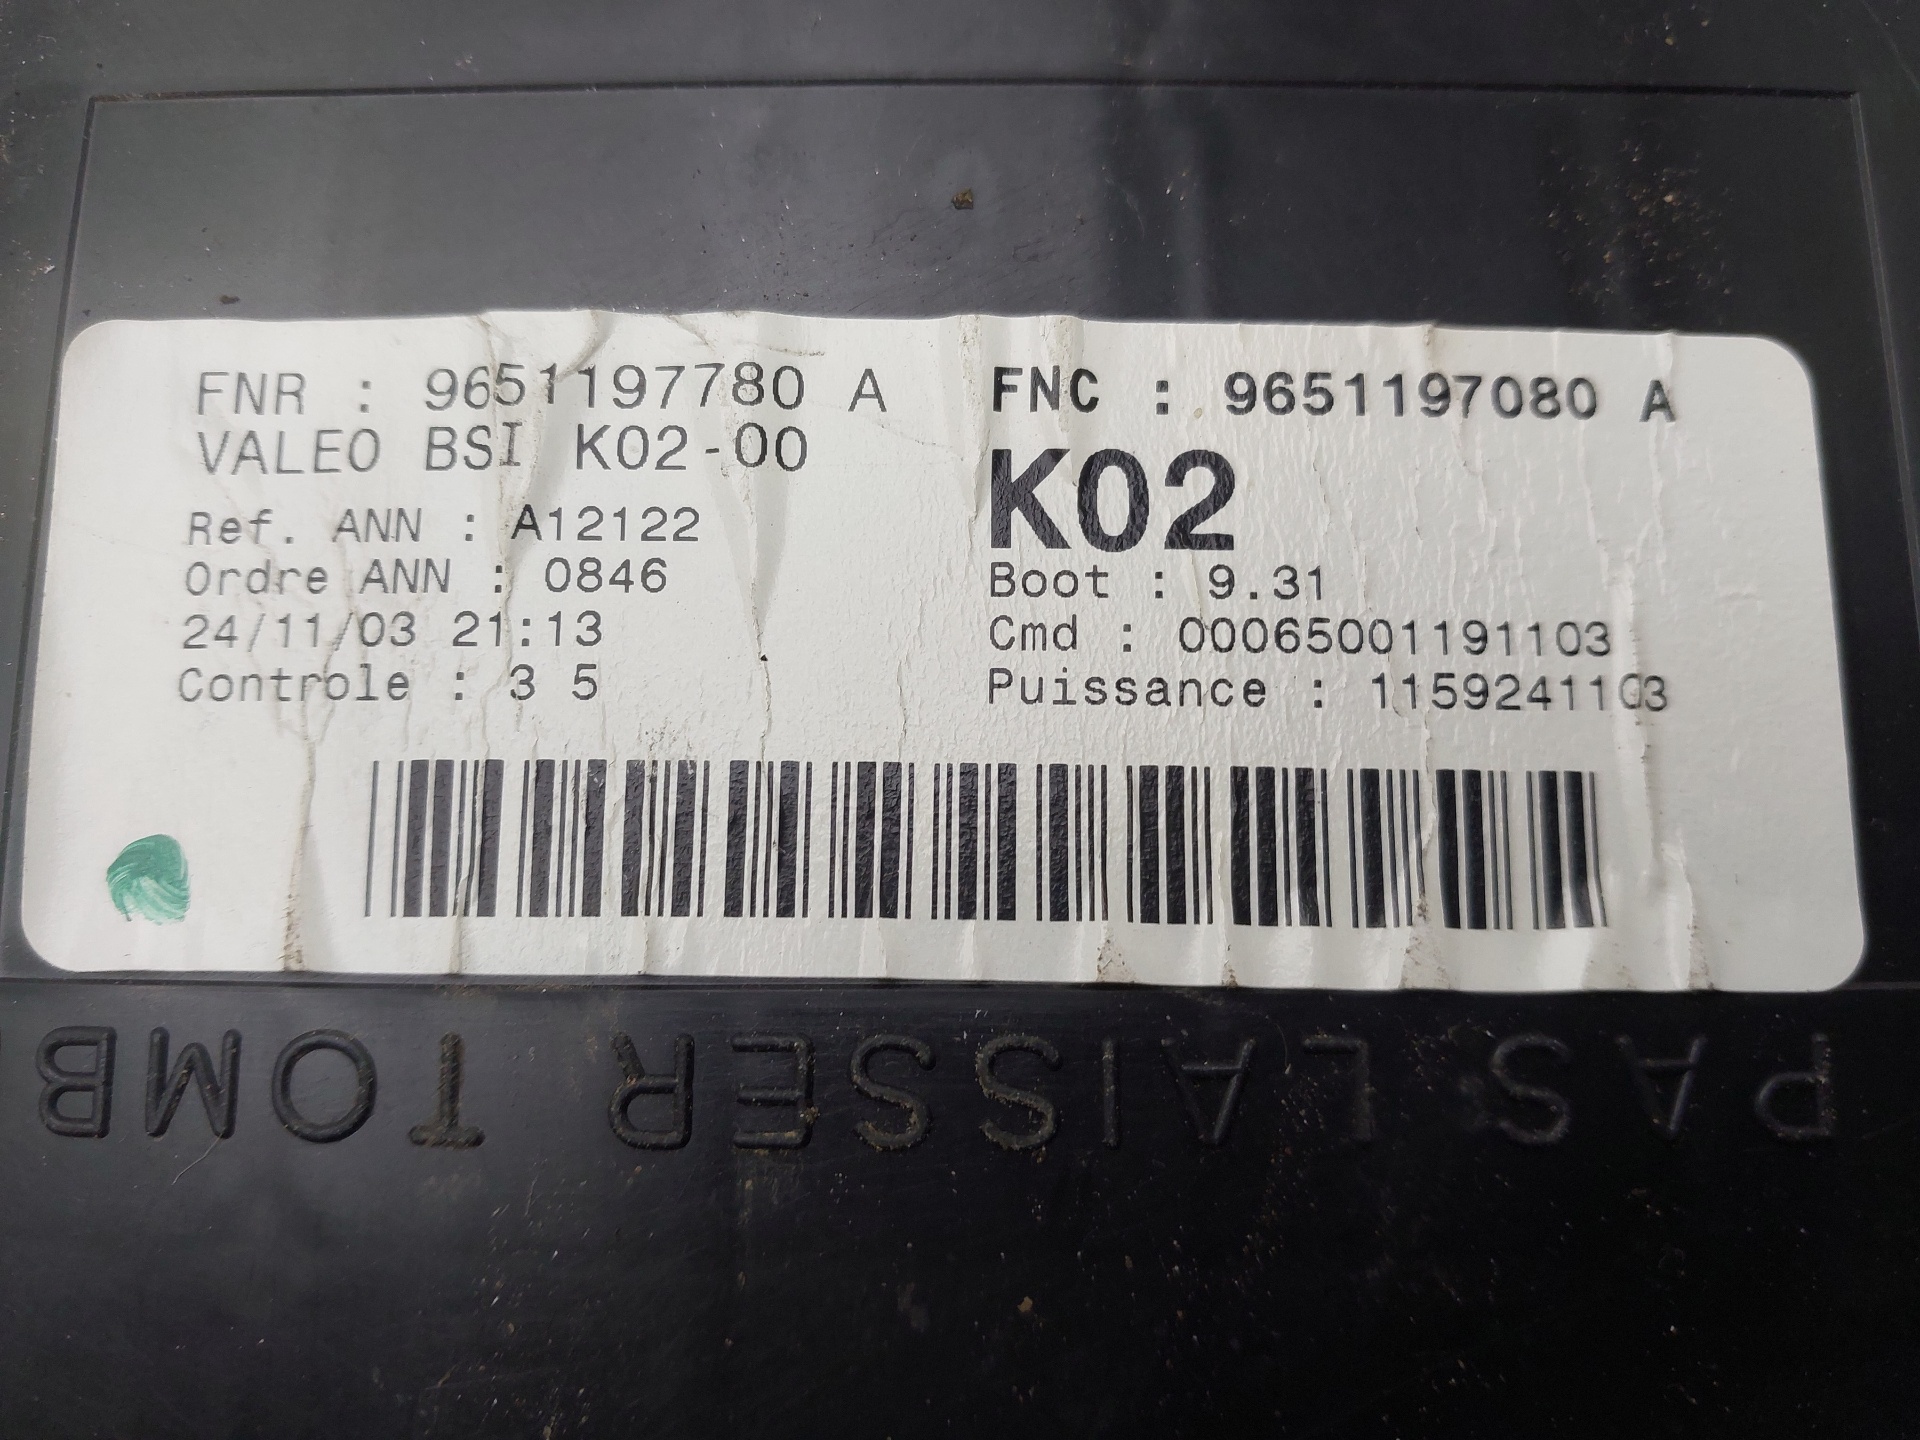 FNR : 9651197780 A
VALEO BSI K02-00
Ref. ANN : A12122
Ordre ANN : 0846
24/11/03 21:13
Controle : 3 5
FNC : 9651197080 A
K02
Boot : 9.31
Cmd : 00065001191103
Puissance : 1159241103
PAS LAISSER TOMB